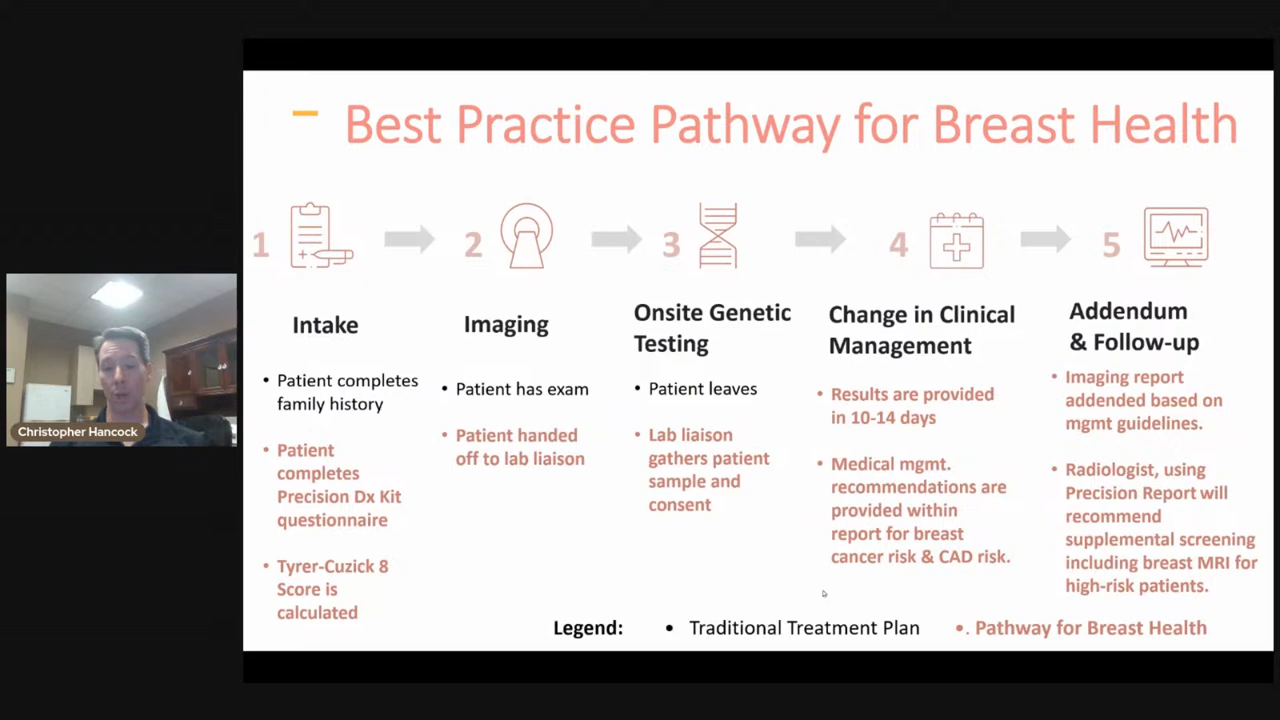 Best Practice Pathway for Breast Health
1
2
3
4
5
Intake
• Patient completes
family history
• Patient
completes
Precision Dx Kit
questionnaire
• Tyrer-Cuzick 8
Score is
calculated
Imaging
• Patient has exam
• Patient handed
off to lab liaison
Onsite Genetic
Testing
• Patient leaves
• Lab liaison
gathers patient
sample and
consent
Change in Clinical
Management
• Results are provided
in 10-14 days
• Medical mgmt.
recommendations are
provided within
report for breast
cancer risk & CAD risk.
Addendum
& Follow-up
• Imaging report
addended based on
mgmt guidelines.
• Radiologist, using
Precision Report will
recommend
supplemental screening
including breast MRI for
high-risk patients.
Legend: • Traditional Treatment Plan •. Pathway for Breast Health
Christopher Hancock